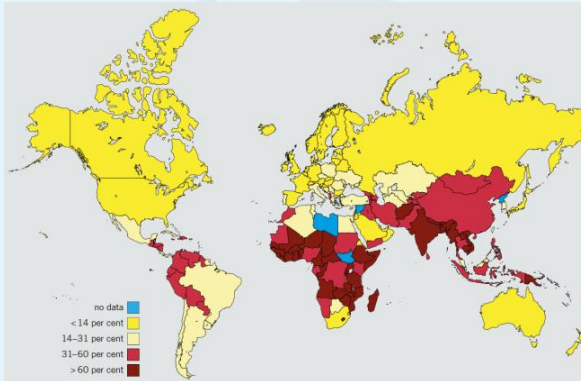 no data
<14 per cent
14–31 per cent
31–60 per cent
> 60 per cent